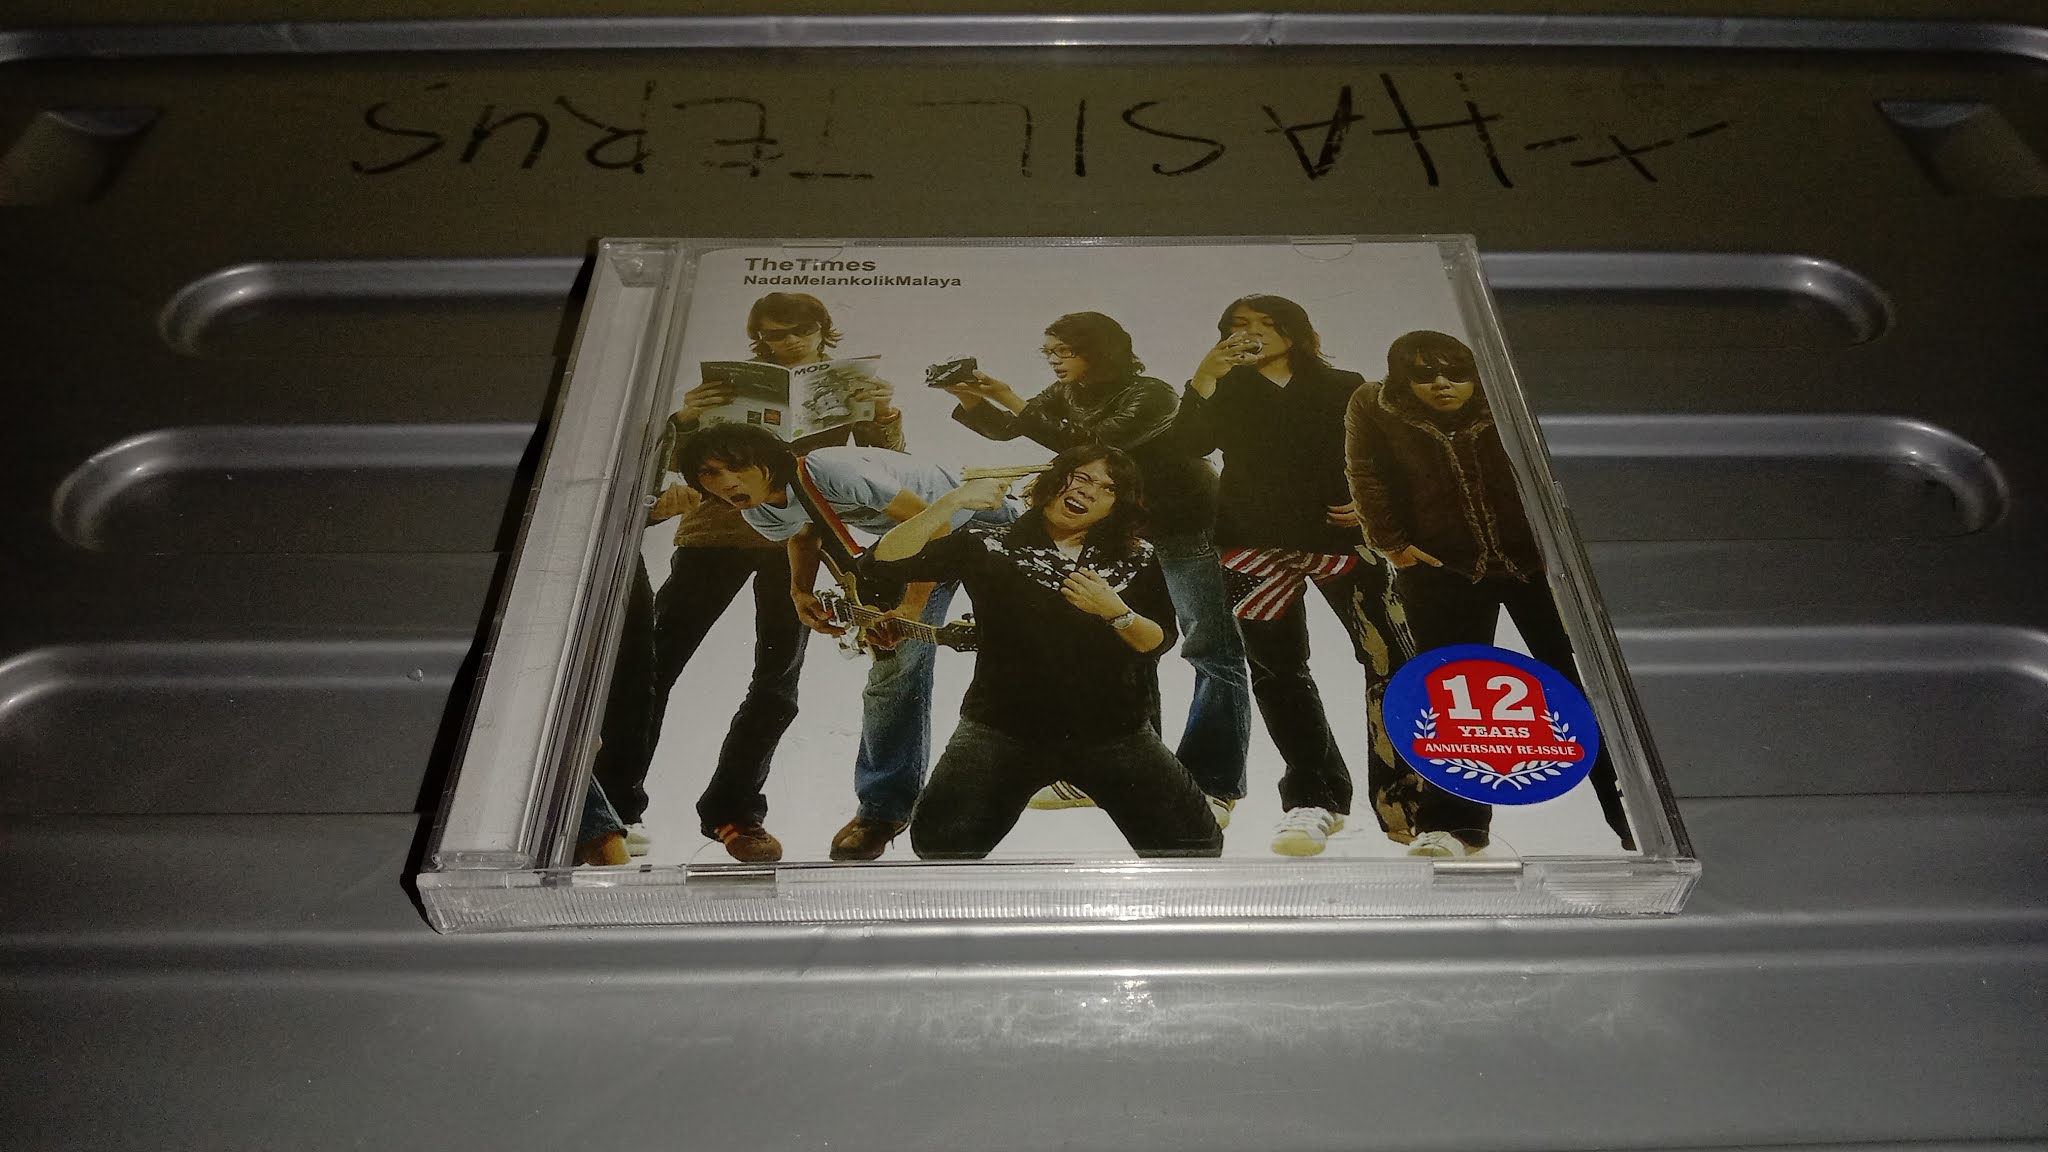 X-HASIL TERUS
TheTimes
NadaMelankolikMalaya
MOD
12
YEARS
ANNIVERSARY RE-ISSUE